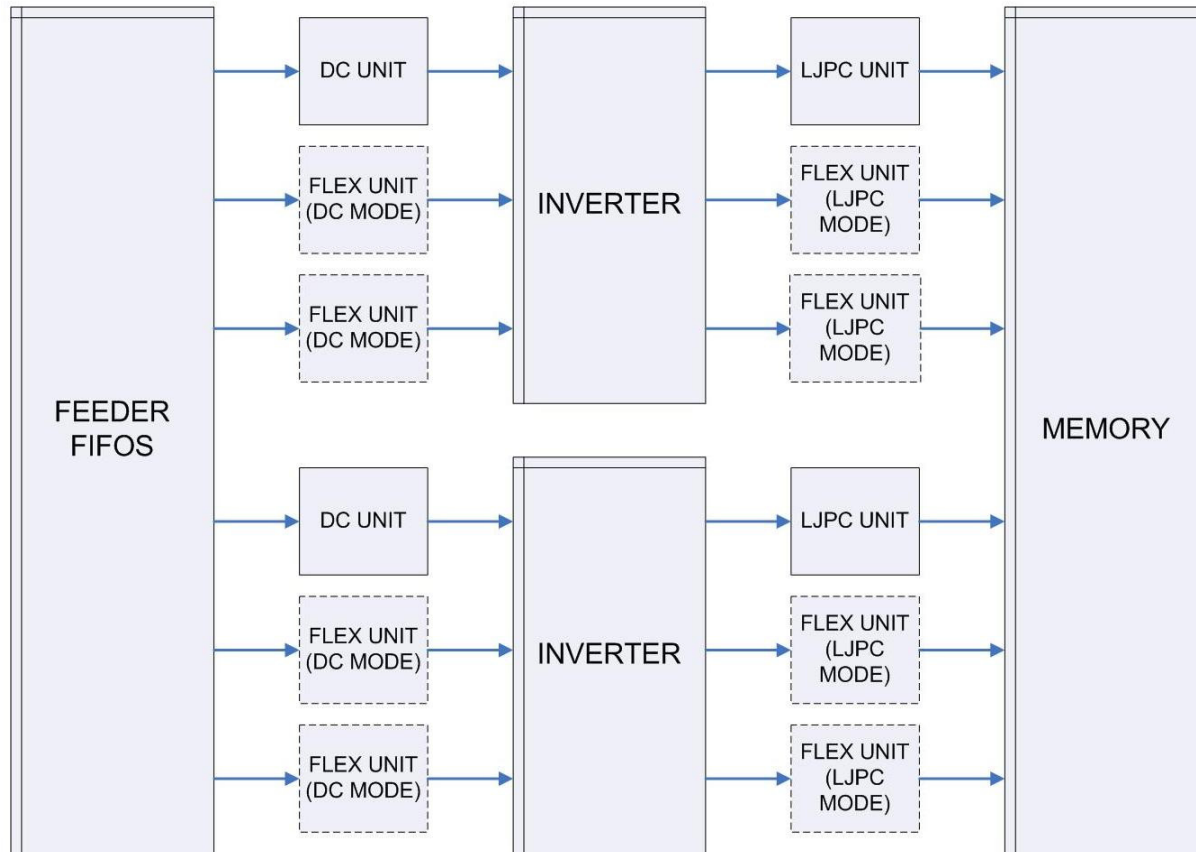 FEEDER
FIFOS
DC UNIT
FLEX UNIT
(DC MODE)
FLEX UNIT
(DC MODE)
INVERTER
LJPC UNIT
FLEX UNIT
(LJPC
MODE)
FLEX UNIT
(LJPC
MODE)
DC UNIT
FLEX UNIT
(DC MODE)
FLEX UNIT
(DC MODE)
INVERTER
LJPC UNIT
FLEX UNIT
(LJPC
MODE)
FLEX UNIT
(LJPC
MODE)
MEMORY